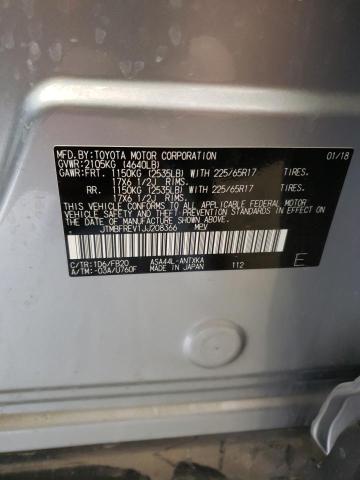 MFD.BY:TOYOTA MOTOR CORPORATION 01/18
GVWR:2105KG (4640LB)
GAWR:FRT. 1150KG (2535LB) WITH 225/65R17 TIRES.
17X6 1/2J RIMS.
RR. 1150KG (2535LB) WITH 225/65R17 TIRES.
17X6 1/2J RIMS.
THIS VEHICLE CONFORMS TO ALL APPLICABLE FEDERAL MOTOR
VEHICLE SAFETY AND THEFT PREVENTION STANDARDS IN EFFECT ON
THE DATE OF MANUFACTURE SHOWN ABOVE.
JTMBFREV1JJ208366 MPV
C/TR:1D6/FB20 ASA44L-ANTXKA
A/TM:-03A/U760F MADE IN JAPAN 112 E